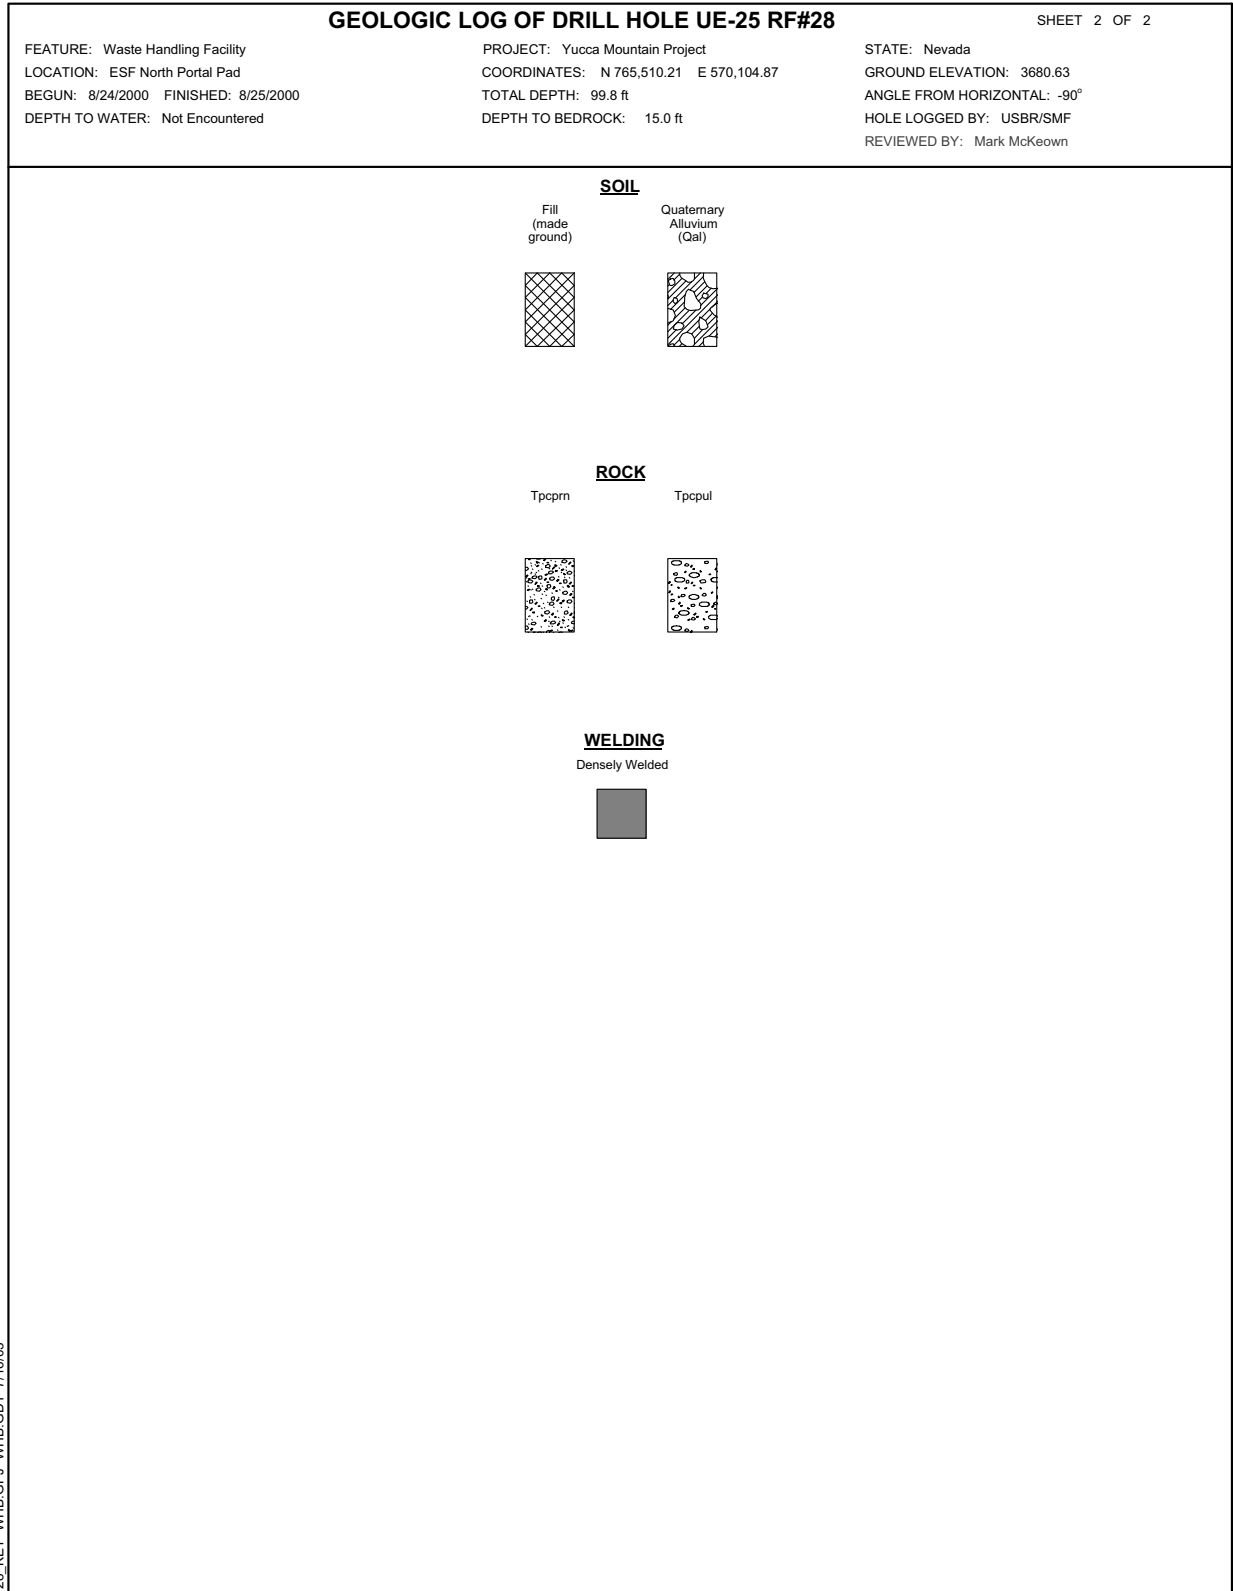 GEOLOGIC LOG OF DRILL HOLE UE-25 RF#28
SHEET 2 OF 2
FEATURE: Waste Handling Facility
PROJECT: Yucca Mountain Project
STATE: Nevada
LOCATION: ESF North Portal Pad
COORDINATES: N 765,510.21 E 570,104.87
GROUND ELEVATION: 3680.63
BEGUN: 8/24/2000 FINISHED: 8/25/2000
TOTAL DEPTH: 99.8 ft
ANGLE FROM HORIZONTAL: -90°
DEPTH TO WATER: Not Encountered
DEPTH TO BEDROCK: 15.0 ft
HOLE LOGGED BY: USBR/SMF
REVIEWED BY: Mark McKeown
SOIL
Fill
(made
ground)
Quaternary
Alluvium
(Qal)
ROCK
Tpcprn
Tpcpul
WELDING
Densely Welded